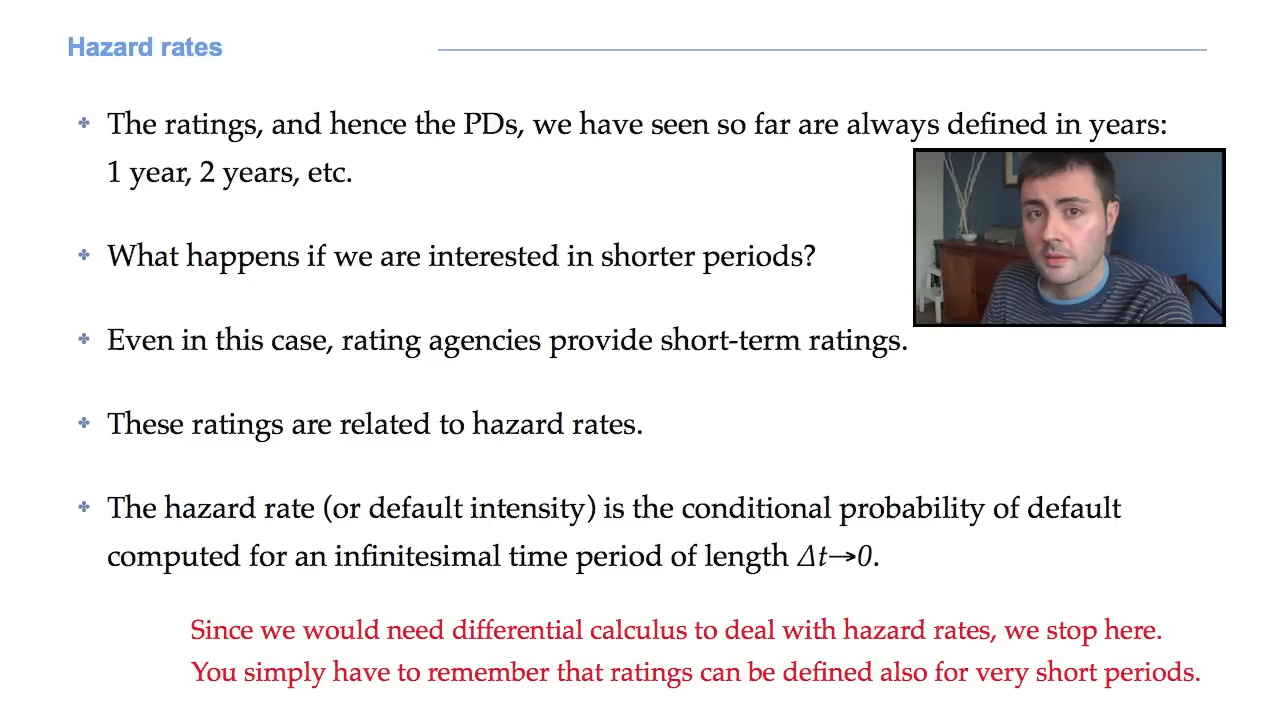 Hazard rates
The ratings, and hence the PDs, we have seen so far are always defined in years:
1 year, 2 years, etc.
What happens if we are interested in shorter periods?
Even in this case, rating agencies provide short-term ratings.
These ratings are related to hazard rates.
The hazard rate (or default intensity) is the conditional probability of default
computed for an infinitesimal time period of length Δt→0.
Since we would need differential calculus to deal with hazard rates, we stop here.
You simply have to remember that ratings can be defined also for very short periods.